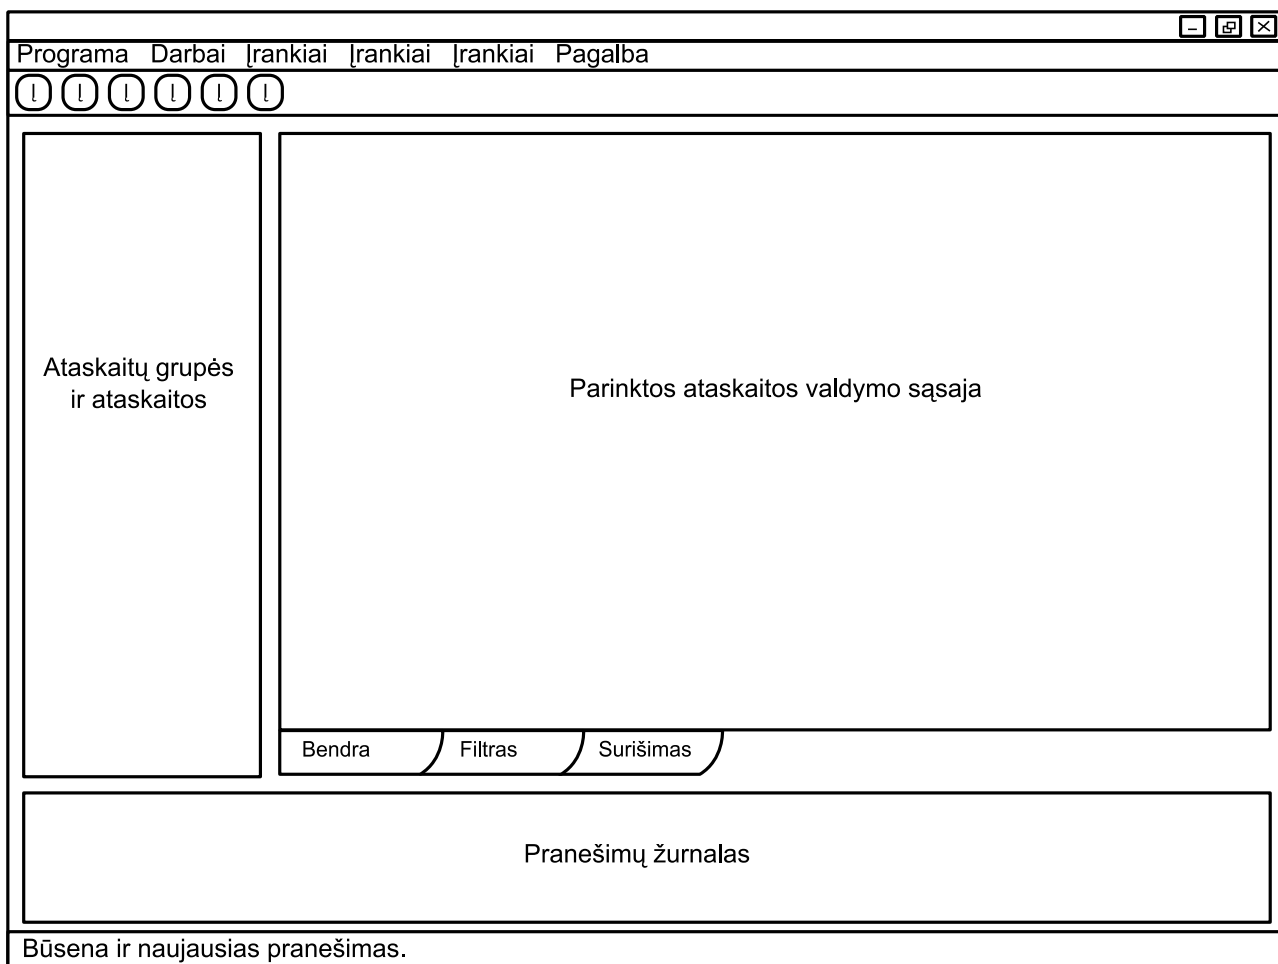 Programa Darbai Įrankiai Įrankiai Įrankiai Pagalba
Į Į Į Į Į Į
Ataskaitų grupės
ir ataskaitos
Parinktos ataskaitos valdymo sąsaja
Bendra Filtras Surišimas
Pranešimų žurnalas
Būsena ir naujausias pranešimas.